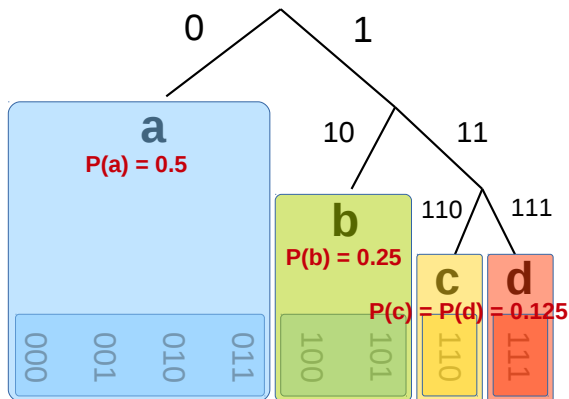 0 1
a
P(a) = 0.5
10 11
b
P(b) = 0.25
110 111
c d
P(c) = P(d) = 0.125
000 001 010 011 100 101 110 111